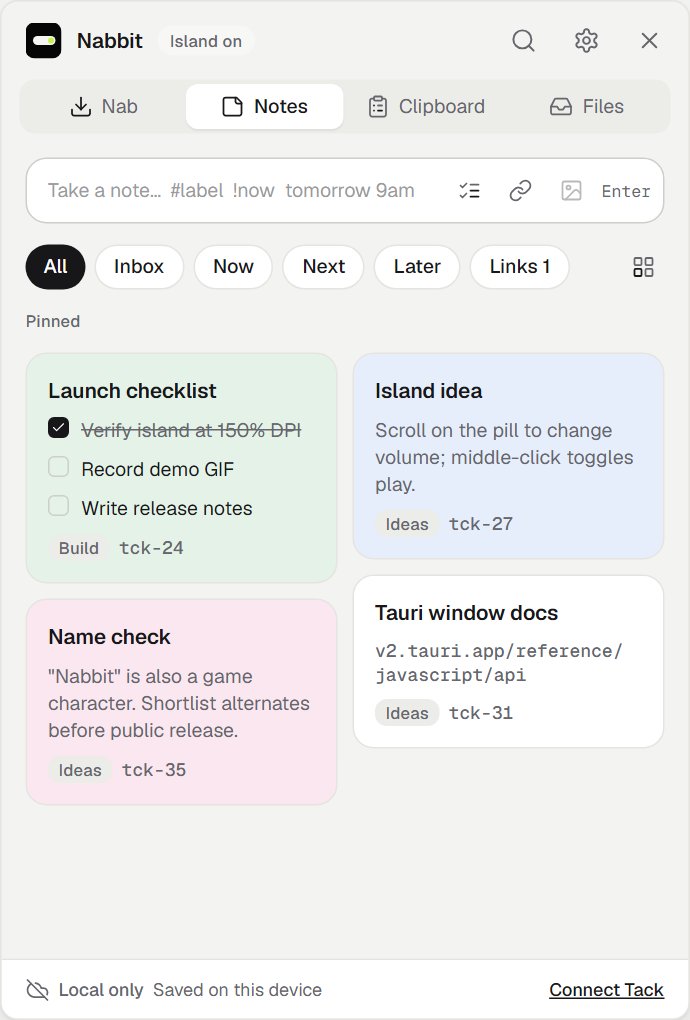 Nabbit Island on
Nab Notes Clipboard Files
Take a note... #label !now tomorrow 9am Enter
All Inbox Now Next Later Links 1
Pinned
Launch checklist
Verify island at 150% DPI
Record demo GIF
Write release notes
Build tck-24
Name check
"Nabbit" is also a game
character. Shortlist alternates
before public release.
Ideas tck-35
Island idea
Scroll on the pill to change
volume; middle-click toggles
play.
Ideas tck-27
Tauri window docs
v2.tauri.app/reference/
javascript/api
Ideas tck-31
Local only Saved on this device Connect Tack